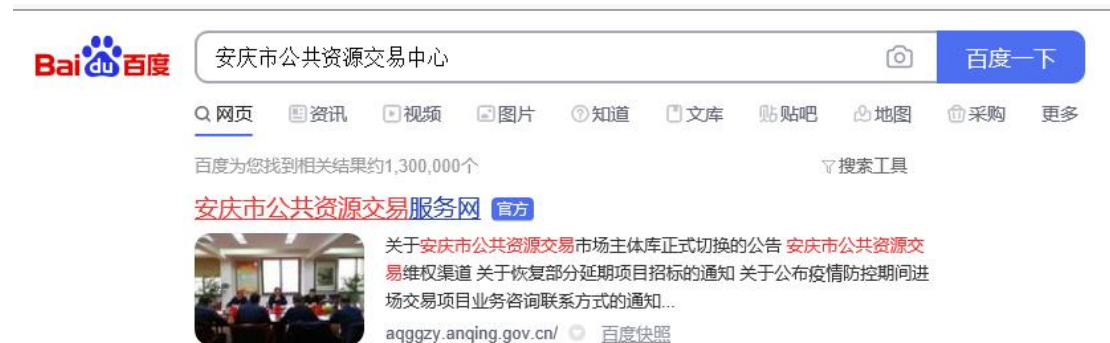 Bai du 百度 安庆市公共资源交易中心 百度一下
网页 资讯 视频 图片 知道 文库 贴贴吧 地图 采购 更多
百度为您找到相关结果约1,300,000个 搜索工具
安庆市公共资源交易服务网 官方
关于安庆市公共资源交易市场主体库正式切换的公告 安庆市公共资源交
易维权渠道 关于恢复部分延期项目招标的通知 关于公布疫情防控期间进
场交易项目业务咨询联系方式的通知...
aqggzy.anqing.gov.cn/ 百度快照